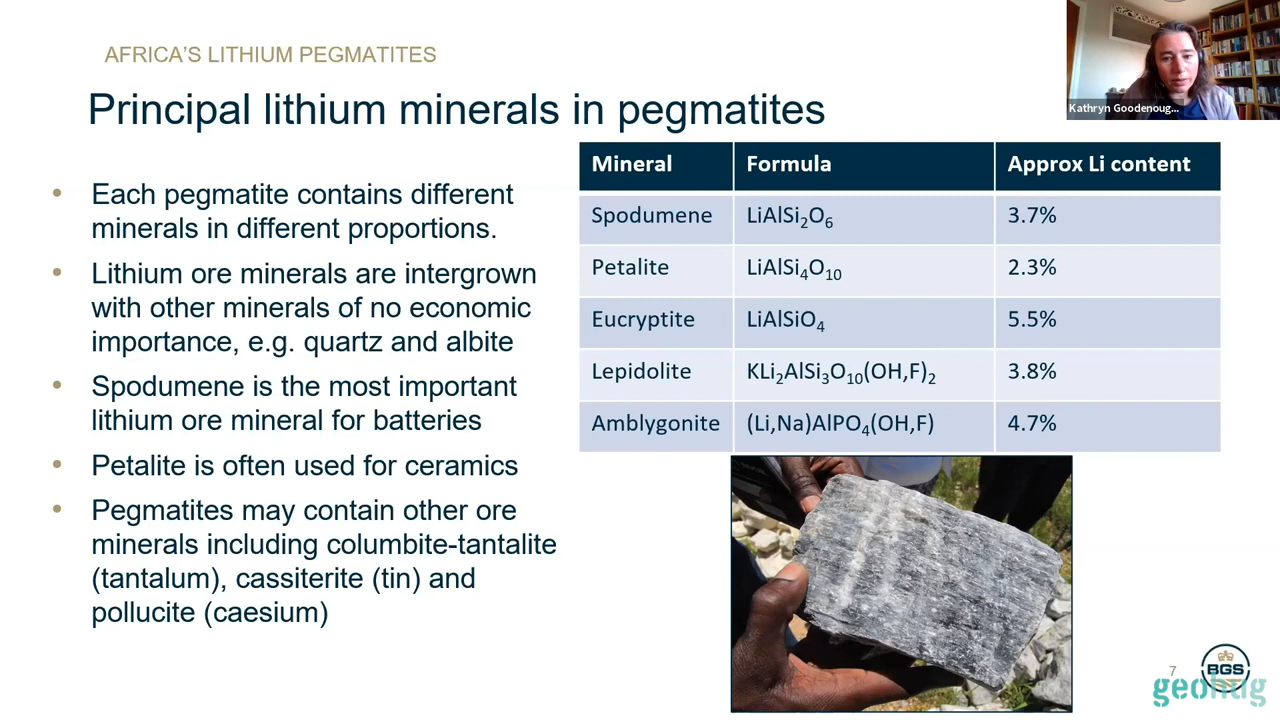 AFRICA'S LITHIUM PEGMATITES
Principal lithium minerals in pegmatites
Kathryn Goodenoug...
• Each pegmatite contains different
minerals in different proportions.
• Lithium ore minerals are intergrown
with other minerals of no economic
importance, e.g. quartz and albite
• Spodumene is the most important
lithium ore mineral for batteries
• Petalite is often used for ceramics
• Pegmatites may contain other ore
minerals including columbite-tantalite
(tantalum), cassiterite (tin) and
pollucite (caesium)
Mineral Formula Approx Li content
Spodumene LiAlSi₂O₆ 3.7%
Petalite LiAlSi₄O₁₀ 2.3%
Eucryptite LiAlSiO₄ 5.5%
Lepidolite KLi₂AlSi₃O₁₀(OH,F)₂ 3.8%
Amblygonite (Li,Na)AlPO₄(OH,F) 4.7%
7
BGS
geohug